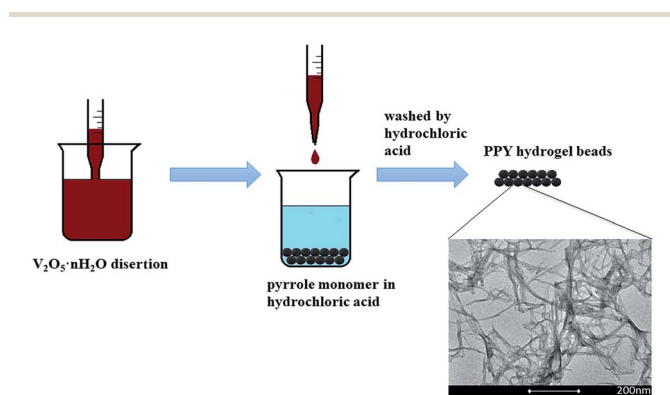 V₂O₅·nH₂O disertion
pyrrole monomer in
hydrochloric acid
washed by
hydrochloric
acid
PPY hydrogel beads
200nm